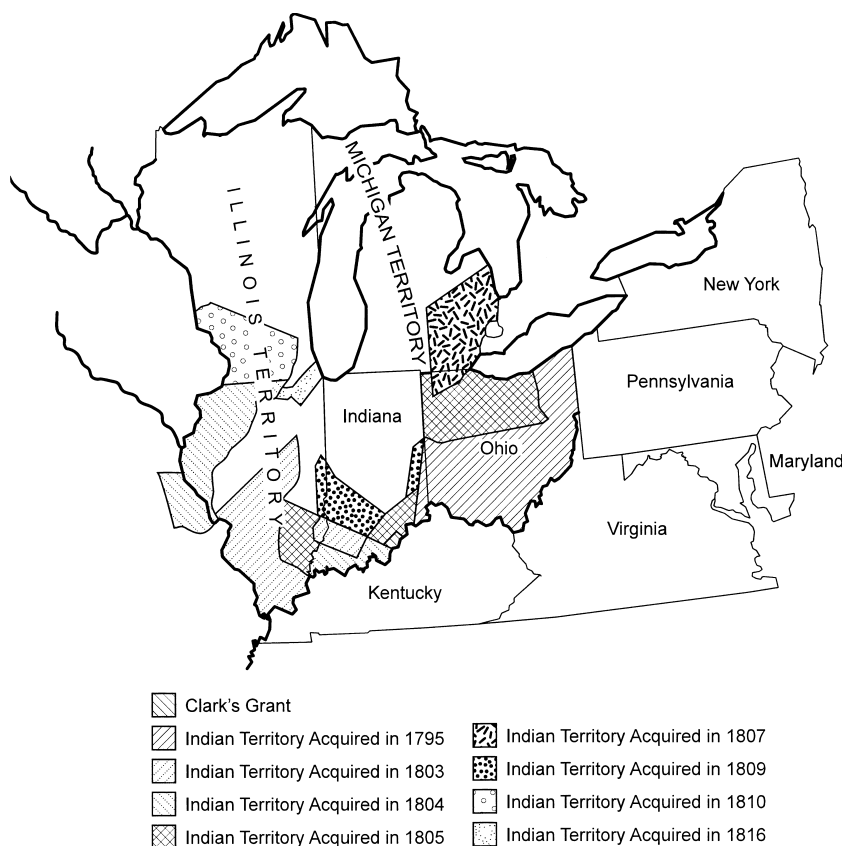 ILLINOIS TERRITORY
MICHIGAN TERRITORY
New York
Pennsylvania
Indiana
Ohio
Maryland
Virginia
Kentucky
Clark's Grant
Indian Territory Acquired in 1795
Indian Territory Acquired in 1803
Indian Territory Acquired in 1804
Indian Territory Acquired in 1805
Indian Territory Acquired in 1807
Indian Territory Acquired in 1809
Indian Territory Acquired in 1810
Indian Territory Acquired in 1816